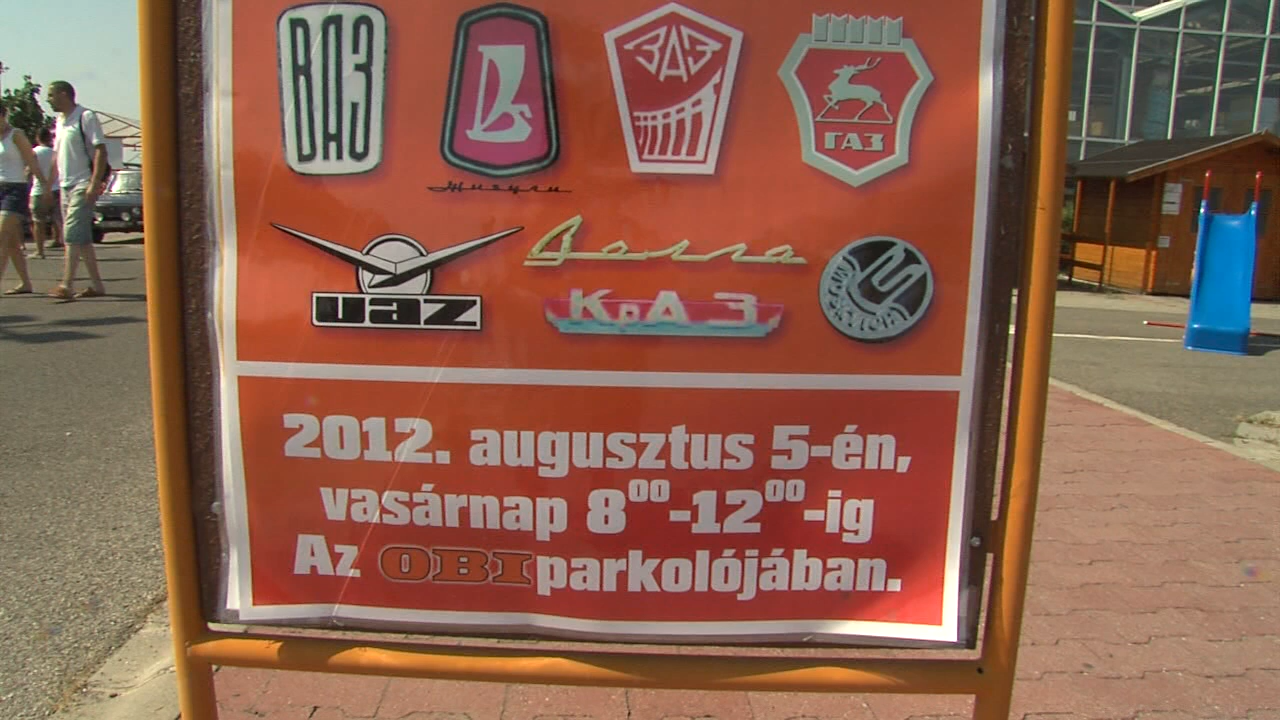 ВАЗ
ЗАЗ
ГАЗ
Жигули
uaz
Волга
КрАЗ
2012. augusztus 5-én,
vasárnap 8⁰⁰-12⁰⁰-ig
Az OBI parkolójában.